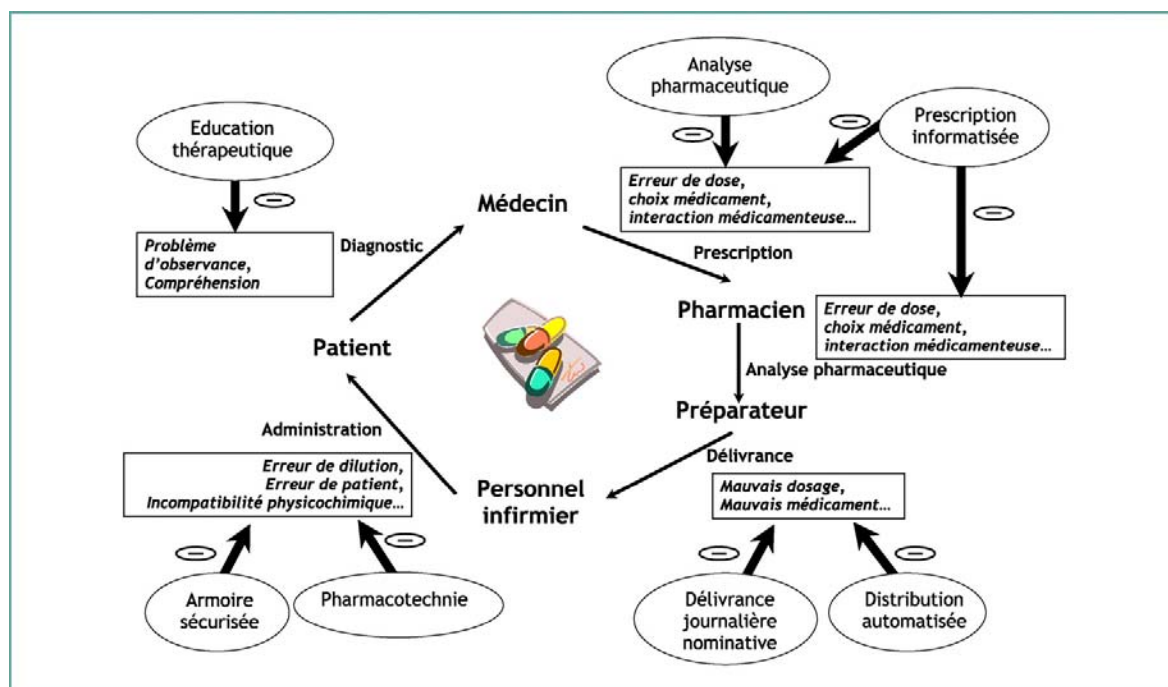 Analyse
pharmaceutique
Prescription
informatisée
Education
thérapeutique
Erreur de dose,
choix médicament,
interaction médicamenteuse...
Médecin
Problème
d'observance,
Compréhension
Diagnostic
Prescription
Pharmacien
Erreur de dose,
choix médicament,
interaction médicamenteuse...
Patient
Analyse pharmaceutique
Préparateur
Administration
Délivrance
Erreur de dilution,
Erreur de patient,
Incompatibilité physicochimique...
Personnel
infirmier
Mauvais dosage,
Mauvais médicament...
Armoire
sécurisée
Pharmacotechnie
Délivrance
journalière
nominative
Distribution
automatisée